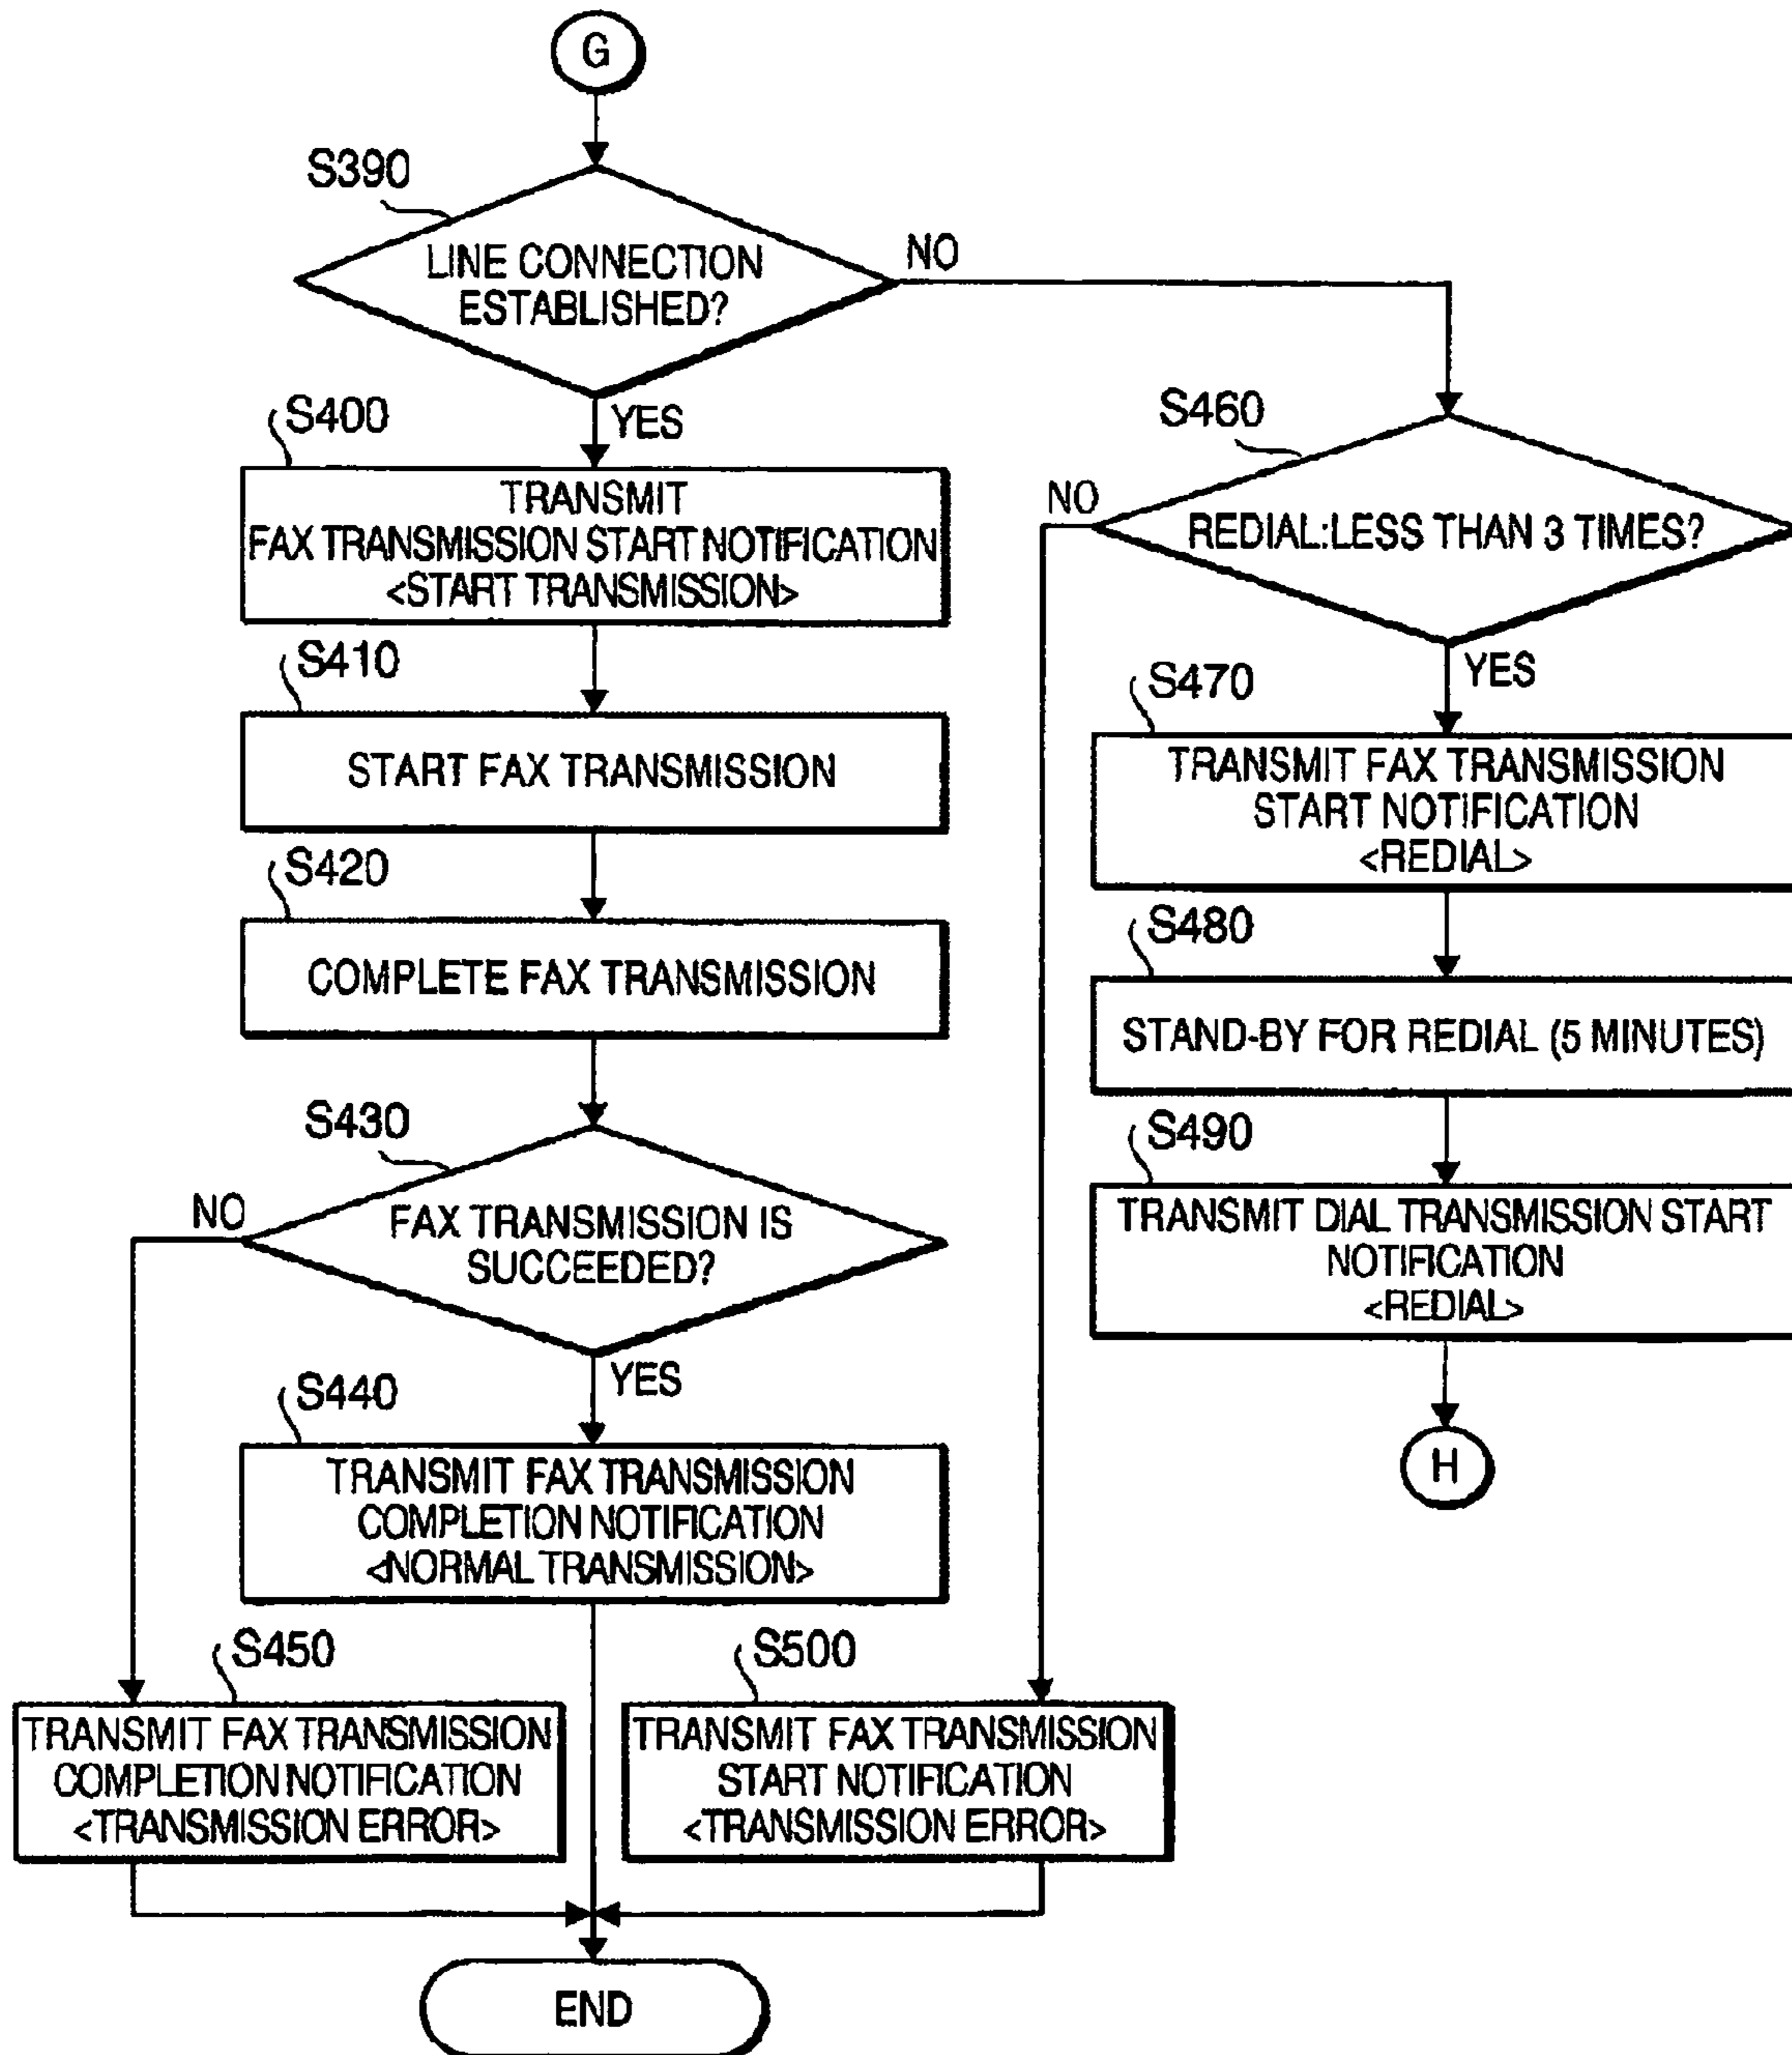 G
S390
LINE CONNECTION
ESTABLISHED?
NO
YES
S400
TRANSMIT
FAX TRANSMISSION START NOTIFICATION
<START TRANSMISSION>
S410
START FAX TRANSMISSION
S420
COMPLETE FAX TRANSMISSION
S430
FAX TRANSMISSION IS
SUCCEEDED?
NO
YES
S440
TRANSMIT FAX TRANSMISSION
COMPLETION NOTIFICATION
<NORMAL TRANSMISSION>
S450
TRANSMIT FAX TRANSMISSION
COMPLETION NOTIFICATION
<TRANSMISSION ERROR>
S460
REDIAL:LESS THAN 3 TIMES?
NO
YES
S470
TRANSMIT FAX TRANSMISSION
START NOTIFICATION
<REDIAL>
S480
STAND-BY FOR REDIAL (5 MINUTES)
S490
TRANSMIT DIAL TRANSMISSION START
NOTIFICATION
<REDIAL>
H
S500
TRANSMIT FAX TRANSMISSION
START NOTIFICATION
<TRANSMISSION ERROR>
END